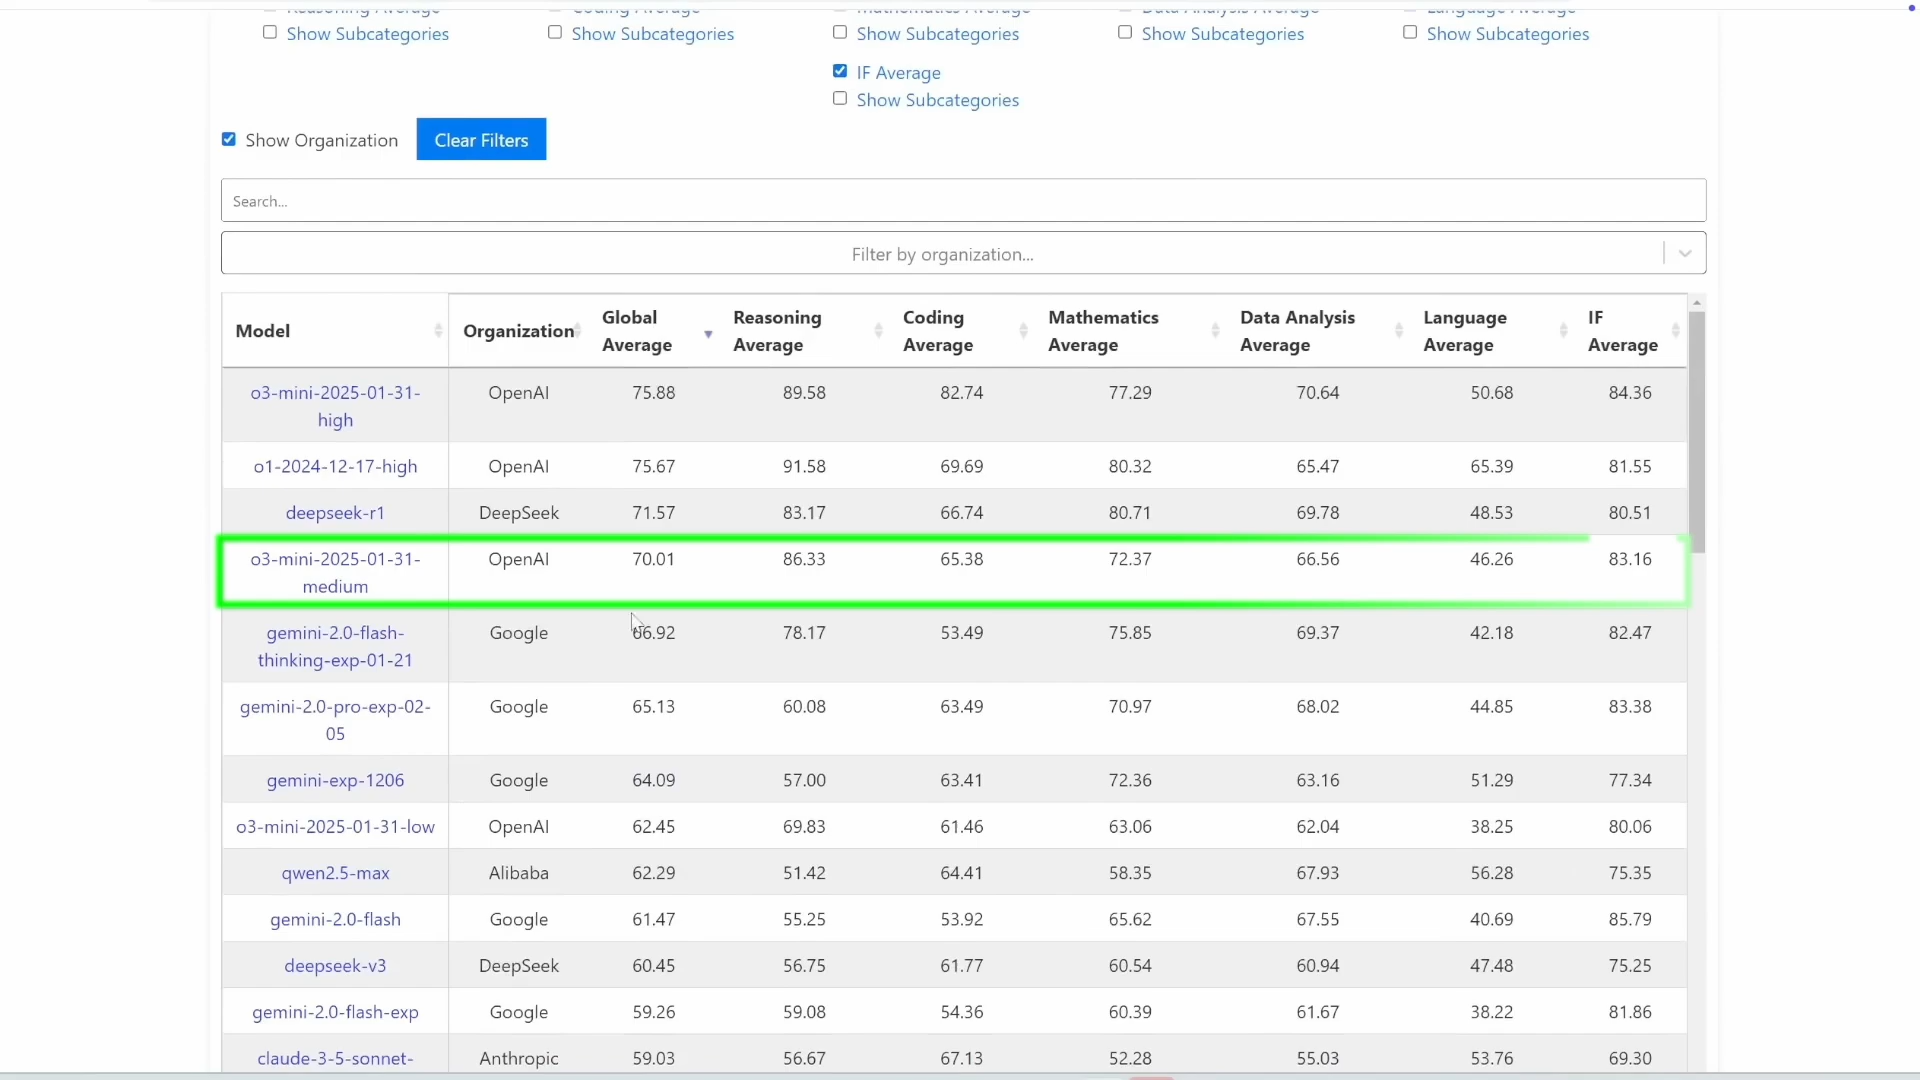 Reasoning Average Coding Average Mathematics Average Data Analysis Average Language Average
Show Subcategories Show Subcategories Show Subcategories Show Subcategories Show Subcategories
IF Average
Show Subcategories
Show Organization Clear Filters
Search...
Filter by organization...
Model Organization Global Average Reasoning Average Coding Average Mathematics Average Data Analysis Average Language Average IF Average
o3-mini-2025-01-31- OpenAI 75.88 89.58 82.74 77.29 70.64 50.68 84.36
high
o1-2024-12-17-high OpenAI 75.67 91.58 69.69 80.32 65.47 65.39 81.55
deepseek-r1 DeepSeek 71.57 83.17 66.74 80.71 69.78 48.53 80.51
o3-mini-2025-01-31- OpenAI 70.01 86.33 65.38 72.37 66.56 46.26 83.16
medium
gemini-2.0-flash- Google 66.92 78.17 53.49 75.85 69.37 42.18 82.47
thinking-exp-01-21
gemini-2.0-pro-exp-02- Google 65.13 60.08 63.49 70.97 68.02 44.85 83.38
05
gemini-exp-1206 Google 64.09 57.00 63.41 72.36 63.16 51.29 77.34
o3-mini-2025-01-31-low OpenAI 62.45 69.83 61.46 63.06 62.04 38.25 80.06
qwen2.5-max Alibaba 62.29 51.42 64.41 58.35 67.93 56.28 75.35
gemini-2.0-flash Google 61.47 55.25 53.92 65.62 67.55 40.69 85.79
deepseek-v3 DeepSeek 60.45 56.75 61.77 60.54 60.94 47.48 75.25
gemini-2.0-flash-exp Google 59.26 59.08 54.36 60.39 61.67 38.22 81.86
claude-3-5-sonnet- Anthropic 59.03 56.67 67.13 52.28 55.03 53.76 69.30